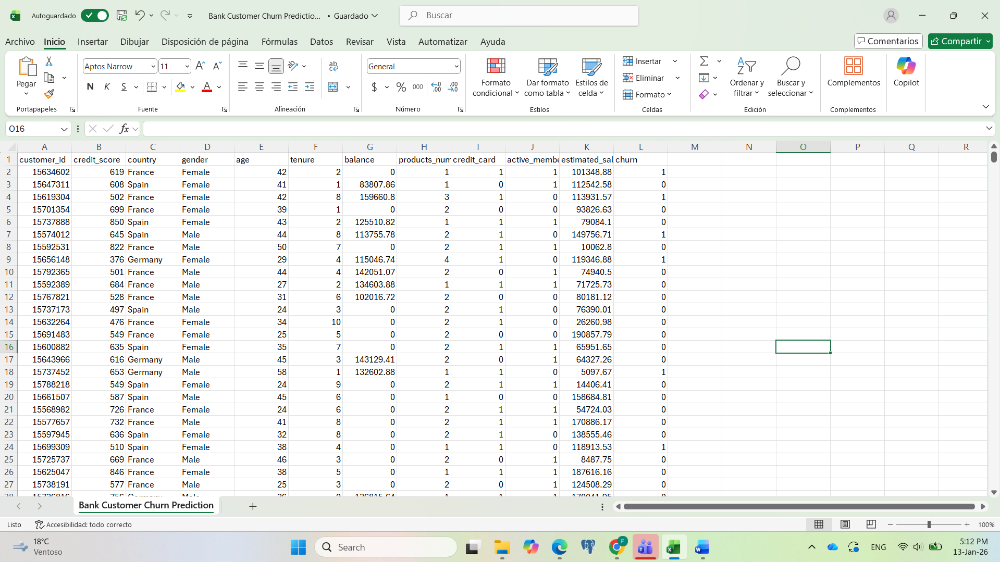 Autoguardado Bank Customer Churn Predictio... • Guardado Buscar
Archivo Inicio Insertar Dibujar Disposición de página Fórmulas Datos Revisar Vista Automatizar Ayuda Comentarios Compartir
Pegar
Portapapeles
Aptos Narrow 11
N K S
Fuente
Alineación
General
$ % 000
Número
Formato condicional
Dar formato como tabla
Estilos de celda
Estilos
Insertar
Eliminar
Formato
Celdas
Ordenar y filtrar
Buscar y seleccionar
Edición
Complementos
Complementos
Copilot
O16 fx
A B C D E F G H I J K L M N O P Q R
1 customer_id credit_score country gender age tenure balance products_num credit_card active_membe estimated_sal churn
2 15634602 619 France Female 42 2 0 1 1 1 101348.88 1
3 15647311 608 Spain Female 41 1 83807.86 1 0 1 112542.58 0
4 15619304 502 France Female 42 8 159660.8 3 1 0 113931.57 1
5 15701354 699 France Female 39 1 0 2 0 0 93826.63 0
6 15737888 850 Spain Female 43 2 125510.82 1 1 1 79084.1 0
7 15574012 645 Spain Male 44 8 113755.78 2 1 0 149756.71 1
8 15592531 822 France Male 50 7 0 2 1 1 10062.8 0
9 15656148 376 Germany Female 29 4 115046.74 4 1 0 119346.88 1
10 15792365 501 France Male 44 4 142051.07 2 0 1 74940.5 0
11 15592389 684 France Male 27 2 134603.88 1 1 1 71725.73 0
12 15767821 528 France Male 31 6 102016.72 2 0 0 80181.12 0
13 15737173 497 Spain Male 24 3 0 2 1 0 76390.01 0
14 15632264 476 France Female 34 10 0 2 1 0 26260.98 0
15 15691483 549 France Female 25 5 0 2 0 0 190857.79 0
16 15600882 635 Spain Female 35 7 0 2 1 1 65951.65 0
17 15643966 616 Germany Male 45 3 143129.41 2 0 1 64327.26 0
18 15737452 653 Germany Male 58 1 132602.88 1 1 0 5097.67 1
19 15788218 549 Spain Female 24 9 0 2 1 1 14406.41 0
20 15661507 587 Spain Male 45 6 0 1 0 0 158684.81 0
21 15568982 726 France Female 24 6 0 2 1 1 54724.03 0
22 15577657 732 France Male 41 8 0 2 1 1 170886.17 0
23 15597945 636 Spain Female 32 8 0 2 1 0 138555.46 0
24 15699309 510 Spain Female 38 4 0 1 1 0 118913.53 1
25 15725737 669 France Male 46 3 0 2 0 1 8487.75 0
26 15625047 846 France Female 38 5 0 1 1 1 187616.16 0
27 15738191 577 France Male 25 3 0 2 0 1 124508.29 0
Bank Customer Churn Prediction
Listo Accesibilidad: todo correcto 100%
18°C
Ventoso
Search
ENG
5:12 PM
13-Jan-26